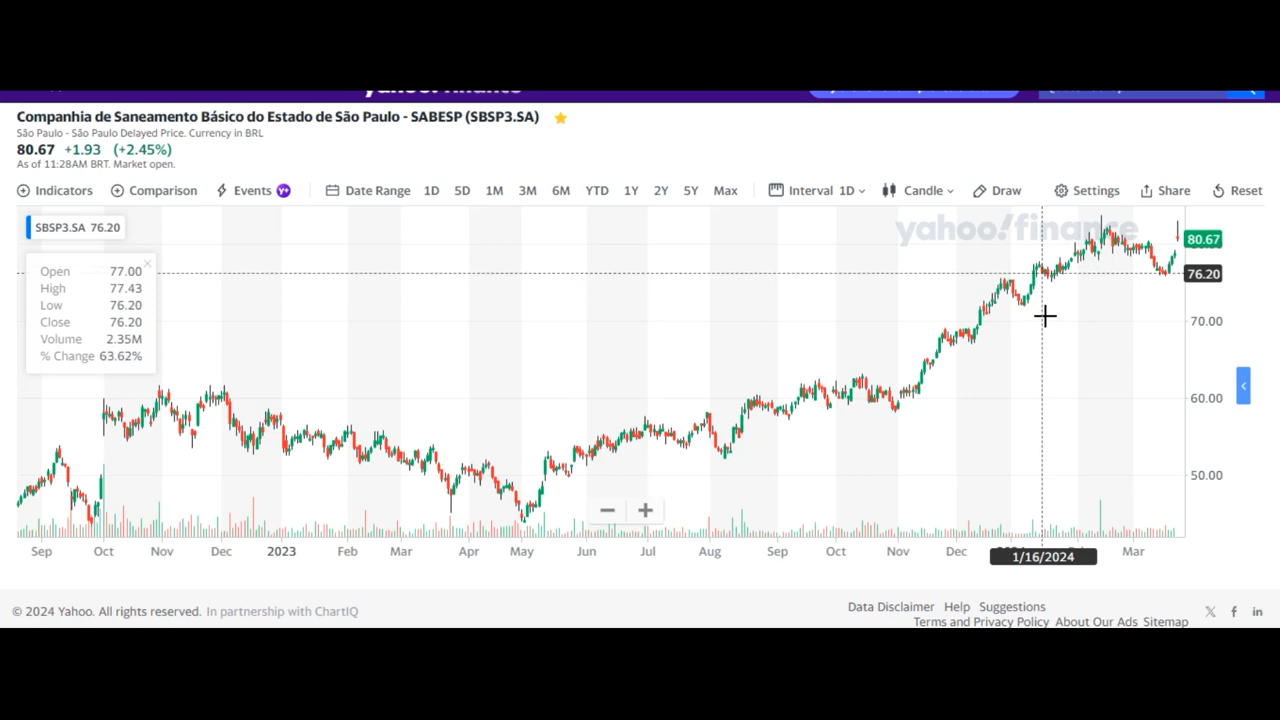 yahoo! finance
Companhia de Saneamento Básico do Estado de São Paulo - SABESP (SBSP3.SA)
São Paulo - São Paulo Delayed Price. Currency in BRL
80.67 +1.93 (+2.45%)
As of 11:28AM BRT. Market open.
Indicators Comparison Events Y+ Date Range 1D 5D 1M 3M 6M YTD 1Y 2Y 5Y Max Interval 1D Candle Draw Settings Share Reset
SBSP3.SA 76.20
yahoo!finance
80.67
Open 77.00
High 77.43
Low 76.20
Close 76.20
Volume 2.35M
% Change 63.62%
76.20
70.00
60.00
50.00
Sep Oct Nov Dec 2023 Feb Mar Apr May Jun Jul Aug Sep Oct Nov Dec Mar
1/16/2024
© 2024 Yahoo. All rights reserved. In partnership with ChartIQ
Data Disclaimer Help Suggestions
Terms and Privacy Policy About Our Ads Sitemap